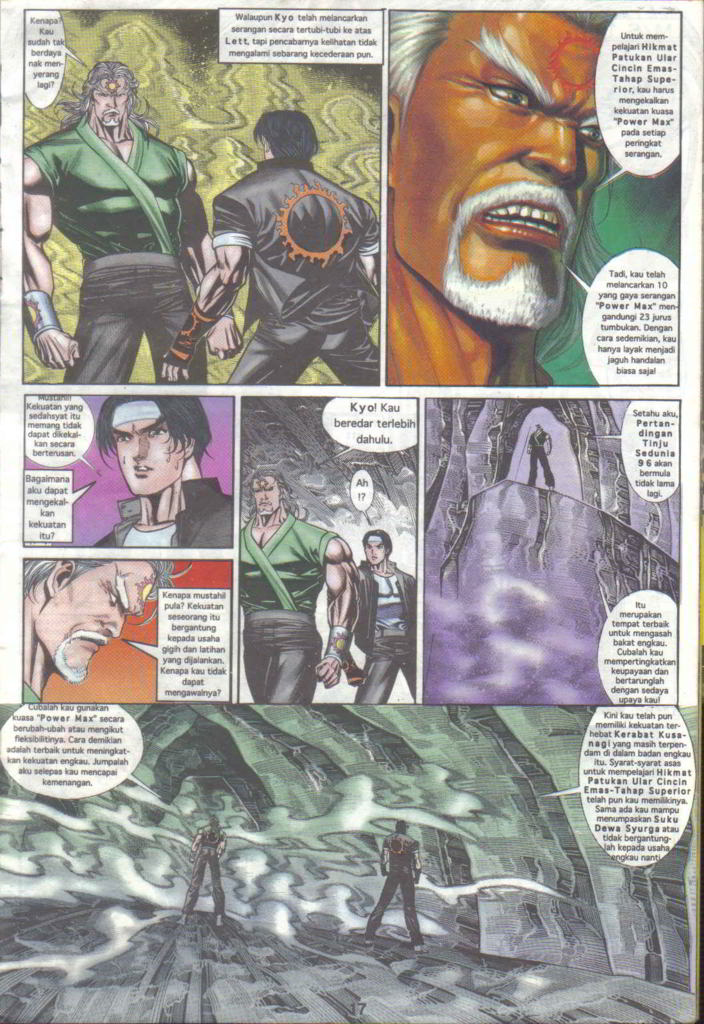 Kenapa?
Kau
sudah tak
berdaya
nak men-
yerang
lagi?
Walaupun Kyo telah melancarkan
serangan secara tertubi-tubi ke atas
Lett, tapi pencabarnya kelihatan tidak
mengalami sebarang kecederaan pun.
Untuk mem-
pelajari Hikmat
Patukan Ular
Cincin Emas-
Tahap Supe-
rior, kau harus
mengekalkan
kekuatan kuasa
"Power Max"
pada setiap
peringkat
serangan.
Tadi, kau telah
melancarkan 10
yang gaya serangan
"Power Max" men-
gandungi 23 jurus
tumbukan. Dengan
cara sedemikian, kau
hanya layak menjadi
jaguh handalan
biasa saja!
Mustahil!
Kekuatan yang
sedahsyat itu
memang tidak
dapat dikekal-
kan secara
berterusan.
Bagaimana
aku dapat
mengekal-
kan
kekuatan
itu?
Kenapa mustahil
pula? Kekuatan
seseorang itu
bergantung
kepada usaha
gigih dan latihan
yang dijalankan.
Kenapa kau tidak
dapat
mengawalnya?
Kyo! Kau
beredar terlebih
dahulu.
Ah
!?
Setahu aku,
Pertan-
dingan
Tinju
Sedunia
96 akan
bermula
tidak lama
lagi.
Itu
merupakan
tempat terbaik
untuk mengasah
bakat engkau.
Cubalah kau
mempertingkatkan
keupayaan dan
bertarunglah
dengan sedaya
upaya kau!
Cubalah kau gunakan
kuasa "Power Max" secara
berubah-ubah atau mengikut
fleksibilitinya. Cara demikian
adalah terbaik untuk meningkat-
kan kekuatan engkau. Jumpalah
aku selepas kau mencapai
kemenangan.
Kini kau telah pun
memiliki kekuatan ter-
hebat Kerabat Kusa-
nagi yang masih terpen-
dam di dalam badan engkau
itu. Syarat-syarat asas
untuk mempelajari Hikmat
Patukan Ular Cincin
Emas-Tahap Superior
telah pun kau memilikinya.
Sama ada kau mampu
menumpaskan Suku
Dewa Syurga atau
tidak bergantung-
lah kepada usaha
engkau nanti.
17